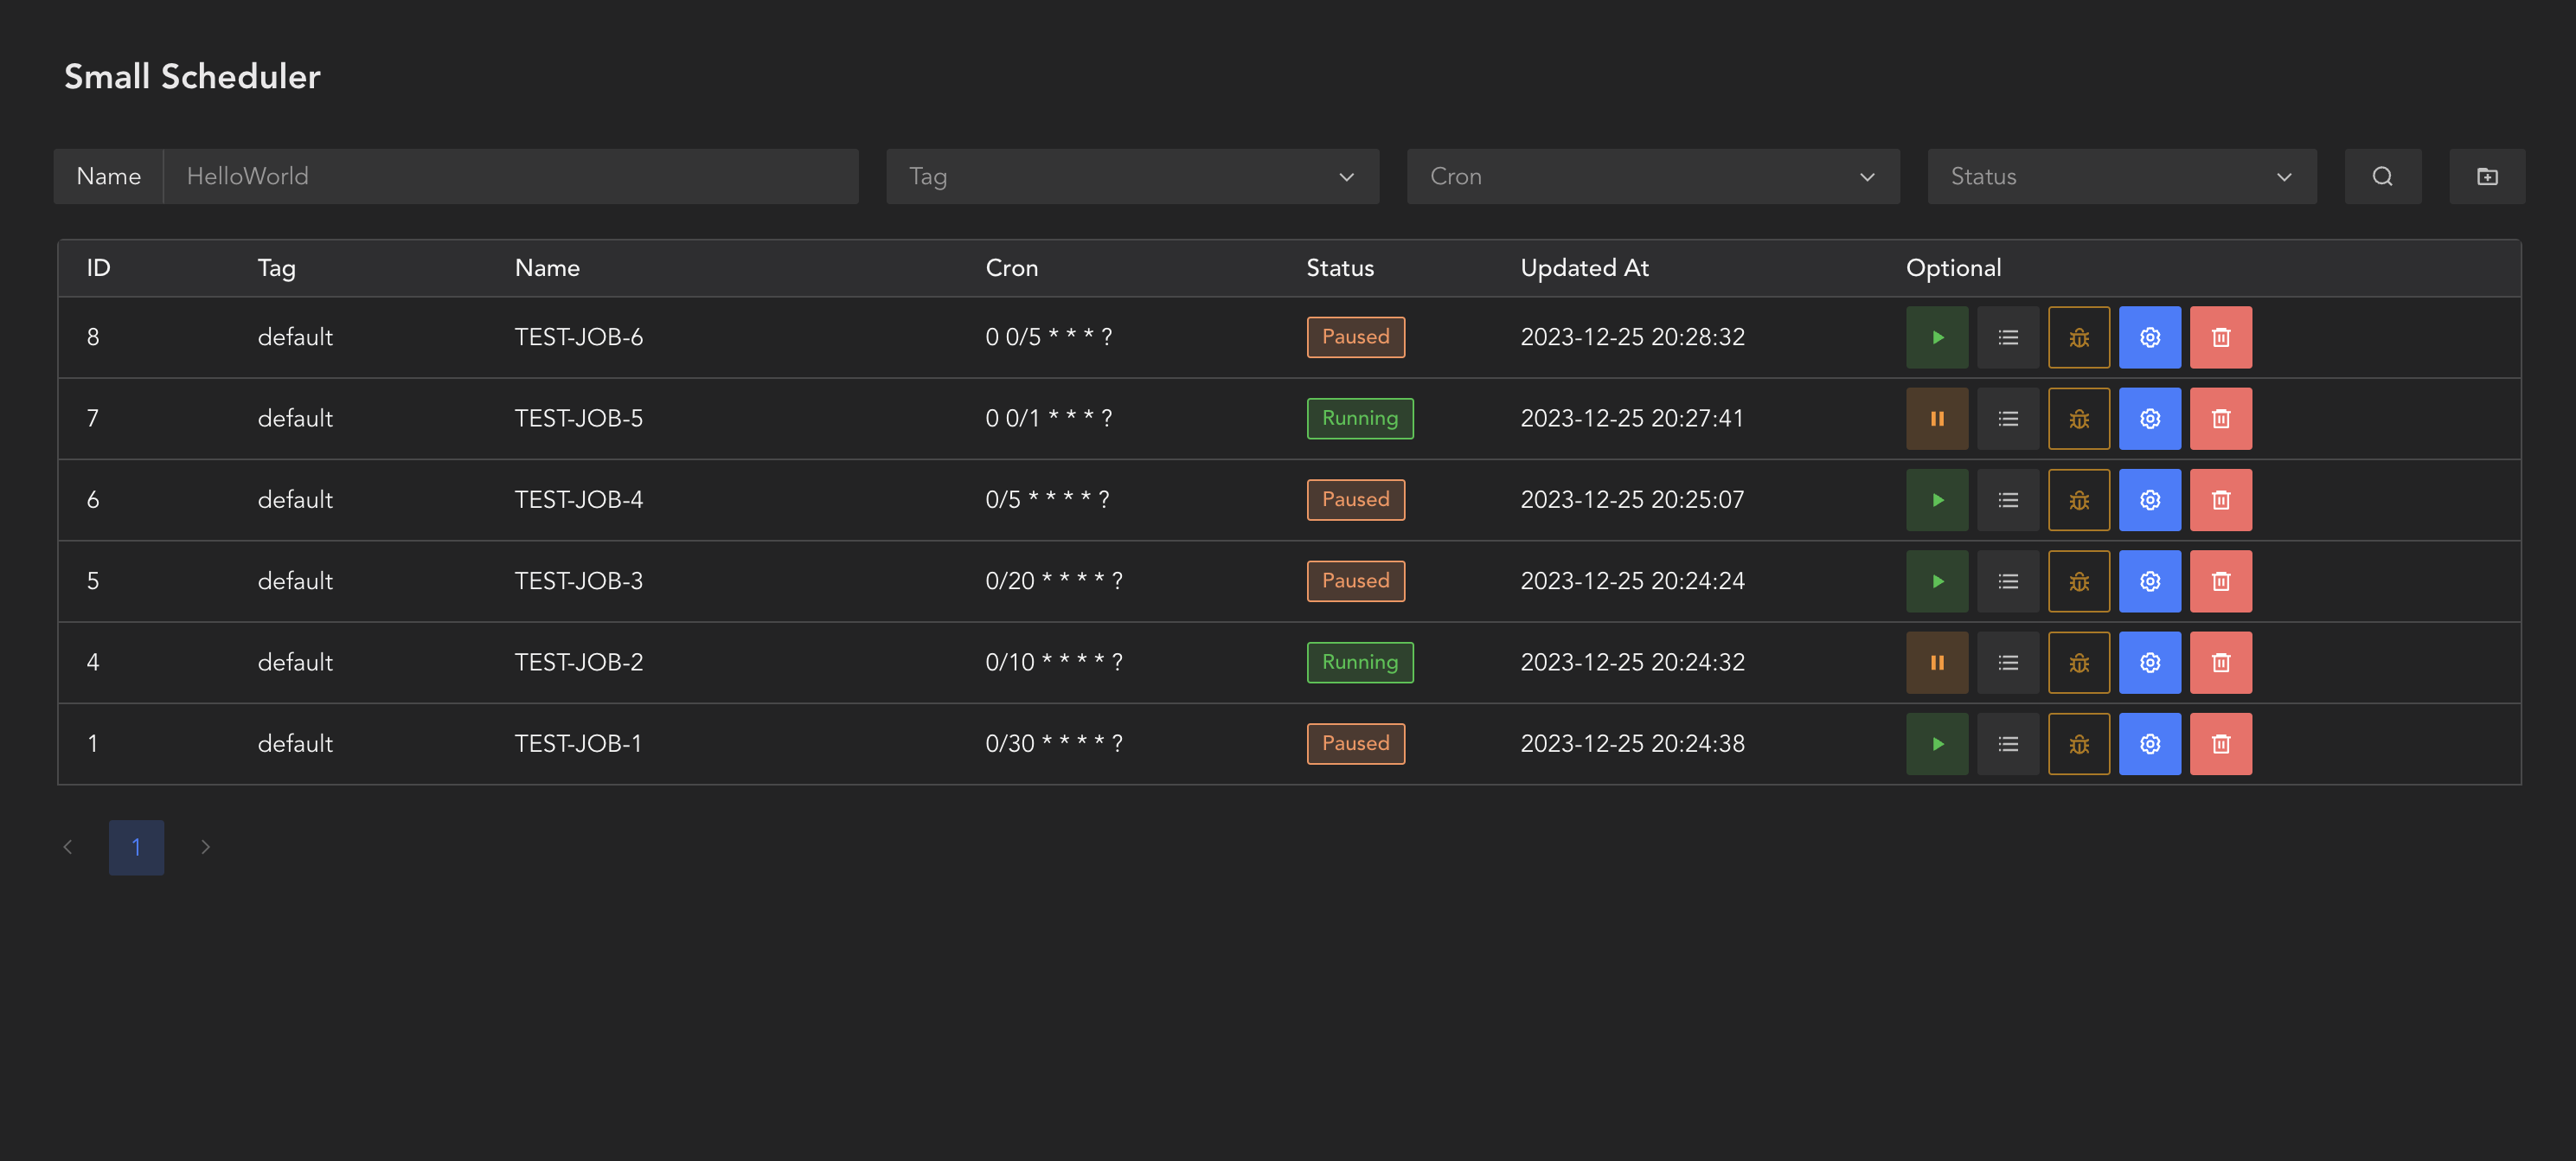 Small Scheduler
Name HelloWorld Tag Cron Status
ID Tag Name Cron Status Updated At Optional
8 default TEST-JOB-6 0 0/5 * * * ? Paused 2023-12-25 20:28:32
7 default TEST-JOB-5 0 0/1 * * * ? Running 2023-12-25 20:27:41
6 default TEST-JOB-4 0/5 * * * * ? Paused 2023-12-25 20:25:07
5 default TEST-JOB-3 0/20 * * * * ? Paused 2023-12-25 20:24:24
4 default TEST-JOB-2 0/10 * * * * ? Running 2023-12-25 20:24:32
1 default TEST-JOB-1 0/30 * * * * ? Paused 2023-12-25 20:24:38
1